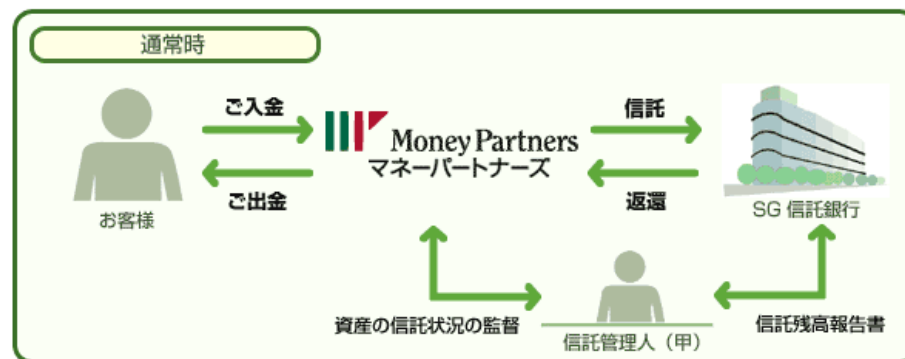 通常時
ご入金
信託
Money Partners
マネーパートナーズ
ご出金
返還
お客様
SG 信託銀行
資産の信託状況の監督
信託管理人（甲）
信託残高報告書